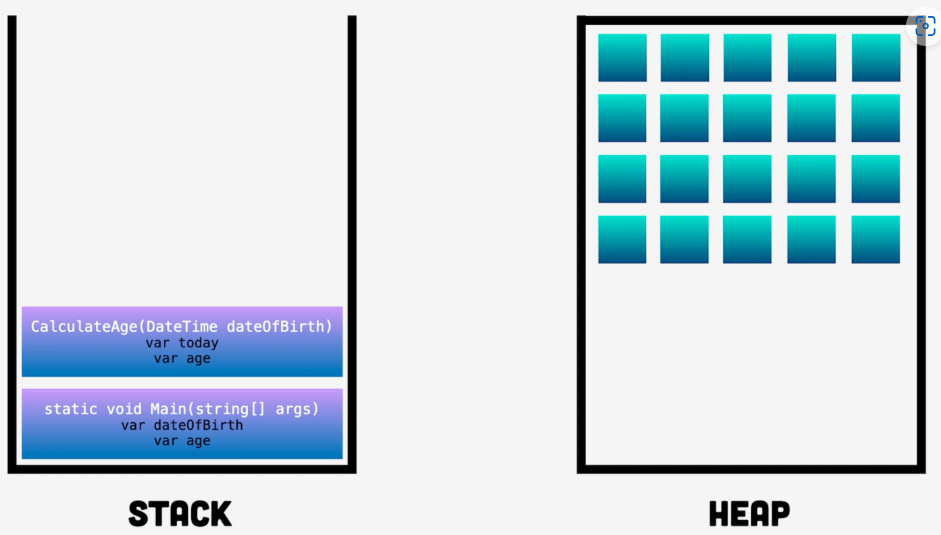 CalculateAge(DateTime dateOfBirth)
var today
var age
static void Main(string[] args)
var dateOfBirth
var age
STACK
HEAP